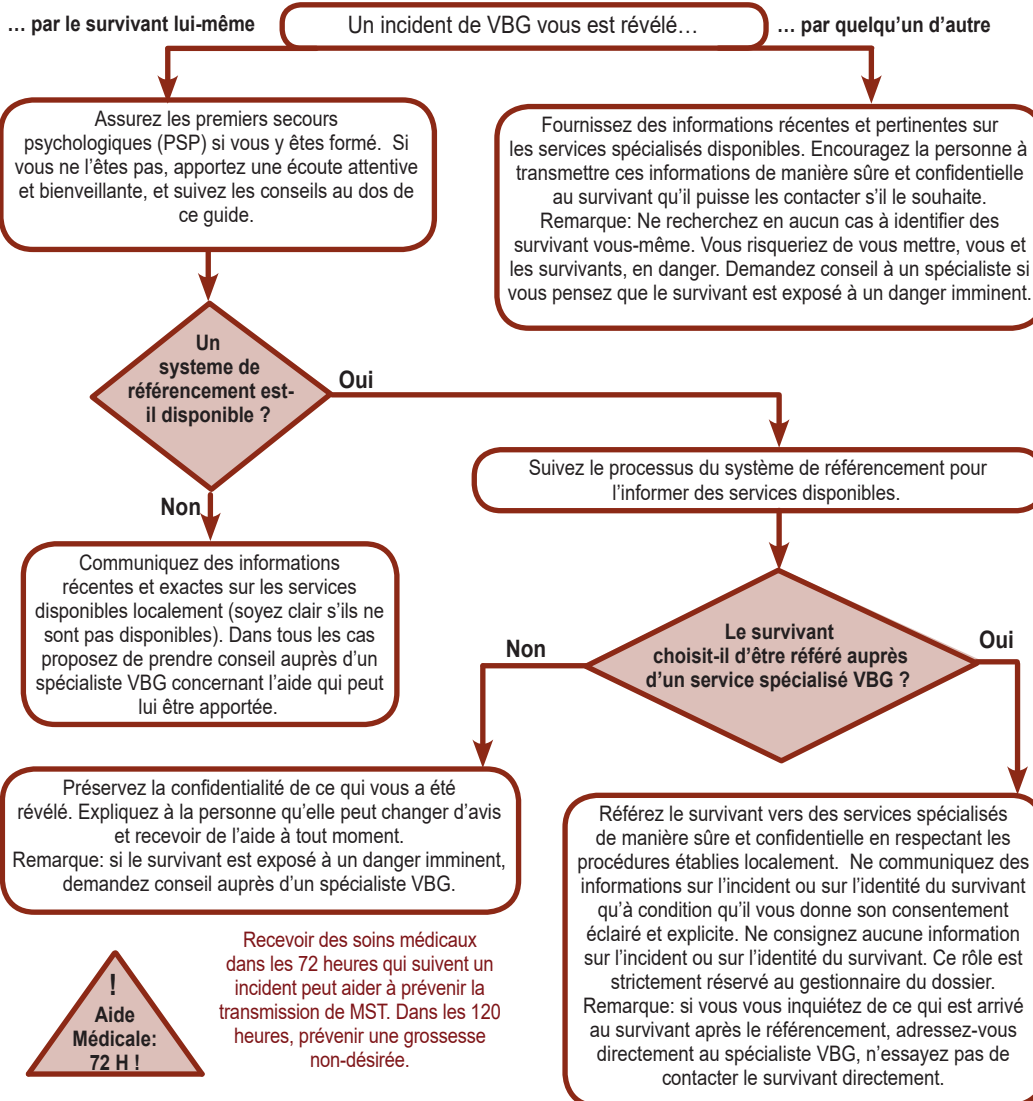 … par le survivant lui-même
Un incident de VBG vous est révélé…
… par quelqu'un d'autre
Assurez les premiers secours
psychologiques (PSP) si vous y êtes formé. Si
vous ne l'êtes pas, apportez une écoute attentive
et bienveillante, et suivez les conseils au dos de
ce guide.
Fournissez des informations récentes et pertinentes sur
les services spécialisés disponibles. Encouragez la personne à
transmettre ces informations de manière sûre et confidentielle
au survivant qu'il puisse les contacter s'il le souhaite.
Remarque: Ne recherchez en aucun cas à identifier des
survivant vous-même. Vous risqueriez de vous mettre, vous et
les survivants, en danger. Demandez conseil à un spécialiste si
vous pensez que le survivant est exposé à un danger imminent.
Un
systeme de
référencement est-
il disponible ?
Oui
Suivez le processus du système de référencement pour
l'informer des services disponibles.
Non
Communiquez des informations
récentes et exactes sur les services
disponibles localement (soyez clair s'ils ne
sont pas disponibles). Dans tous les cas
proposez de prendre conseil auprès d'un
spécialiste VBG concernant l'aide qui peut
lui être apportée.
Le survivant
choisit-il d'être référé auprès
d'un service spécialisé VBG ?
Non
Oui
Préservez la confidentialité de ce qui vous a été
révélé. Expliquez à la personne qu'elle peut changer d'avis
et recevoir de l'aide à tout moment.
Remarque: si le survivant est exposé à un danger imminent,
demandez conseil auprès d'un spécialiste VBG.
Référez le survivant vers des services spécialisés
de manière sûre et confidentielle en respectant les
procédures établies localement. Ne communiquez des
informations sur l'incident ou sur l'identité du survivant
qu'à condition qu'il vous donne son consentement
éclairé et explicite. Ne consignez aucune information
sur l'incident ou sur l'identité du survivant. Ce rôle est
strictement réservé au gestionnaire du dossier.
Remarque: si vous vous inquiétez de ce qui est arrivé
au survivant après le référencement, adressez-vous
directement au spécialiste VBG, n'essayez pas de
contacter le survivant directement.
!
Aide
Médicale:
72 H !
Recevoir des soins médicaux
dans les 72 heures qui suivent un
incident peut aider à prévenir la
transmission de MST. Dans les 120
heures, prévenir une grossesse
non-désirée.